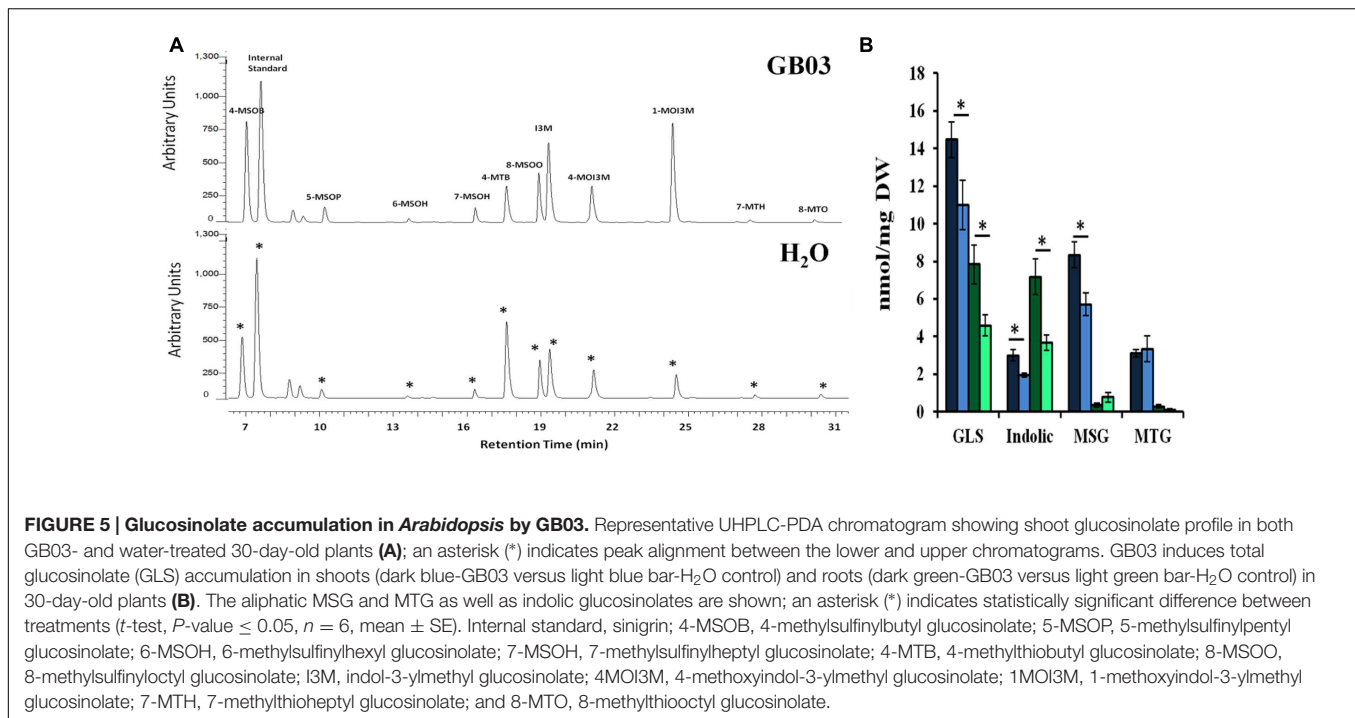 A
B
1,300
Internal
Standard
GB03
1,000
4-MSOB
1-MOI3M
750
I3M
500
8-MSOO
4-MTB
4-MOI3M
250
5-MSOP
6-MSOH
7-MSOH
7-MTH
8-MTO
0
Arbitrary Units
1,300
H₂O
*
1,000
750
*
*
500
*
*
*
250
*
*
*
*
*
*
0
Arbitrary Units
7
10
13
16
19
22
25
28
31
Retention Time (min)
18
16
14
12
10
8
6
4
2
0
nmol/mg DW
*
*
*
*
*
GLS
Indolic
MSG
MTG
FIGURE 5 | Glucosinolate accumulation in Arabidopsis by GB03. Representative UHPLC-PDA chromatogram showing shoot glucosinolate profile in both
GB03- and water-treated 30-day-old plants (A); an asterisk (*) indicates peak alignment between the lower and upper chromatograms. GB03 induces total
glucosinolate (GLS) accumulation in shoots (dark blue-GB03 versus light blue bar-H₂O control) and roots (dark green-GB03 versus light green bar-H₂O control) in
30-day-old plants (B). The aliphatic MSG and MTG as well as indolic glucosinolates are shown; an asterisk (*) indicates statistically significant difference between
treatments (t-test, P-value ≤ 0.05, n = 6, mean ± SE). Internal standard, sinigrin; 4-MSOB, 4-methylsulfinylbutyl glucosinolate; 5-MSOP, 5-methylsulfinylpentyl
glucosinolate; 6-MSOH, 6-methylsulfinylhexyl glucosinolate; 7-MSOH, 7-methylsulfinylheptyl glucosinolate; 4-MTB, 4-methylthiobutyl glucosinolate; 8-MSOO,
8-methylsulfinyloctyl glucosinolate; I3M, indol-3-ylmethyl glucosinolate; 4MOI3M, 4-methoxyindol-3-ylmethyl glucosinolate; 1MOI3M, 1-methoxyindol-3-ylmethyl
glucosinolate; 7-MTH, 7-methylthioheptyl glucosinolate; and 8-MTO, 8-methylthiooctyl glucosinolate.